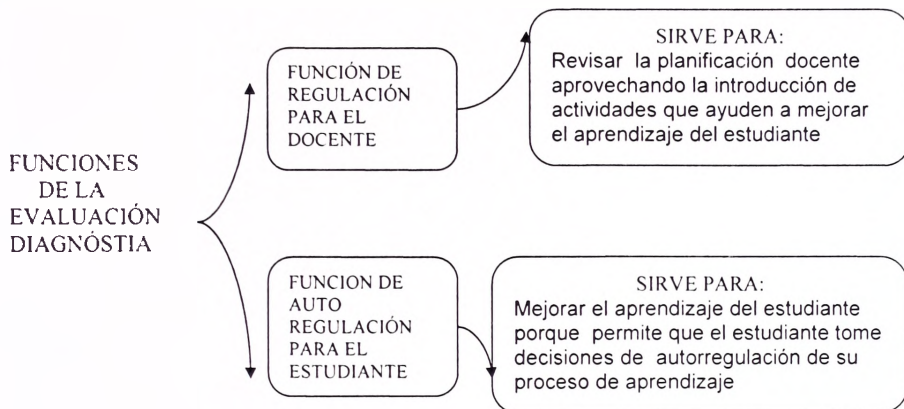 FUNCIONES
DE LA
EVALUACIÓN
DIAGNÓSTIA
FUNCIÓN DE
REGULACIÓN
PARA EL
DOCENTE
SIRVE PARA:
Revisar la planificación docente
aprovechando la introducción de
actividades que ayuden a mejorar
el aprendizaje del estudiante
FUNCION DE
AUTO
REGULACIÓN
PARA EL
ESTUDIANTE
SIRVE PARA:
Mejorar el aprendizaje del estudiante
porque permite que el estudiante tome
decisiones de autorregulación de su
proceso de aprendizaje